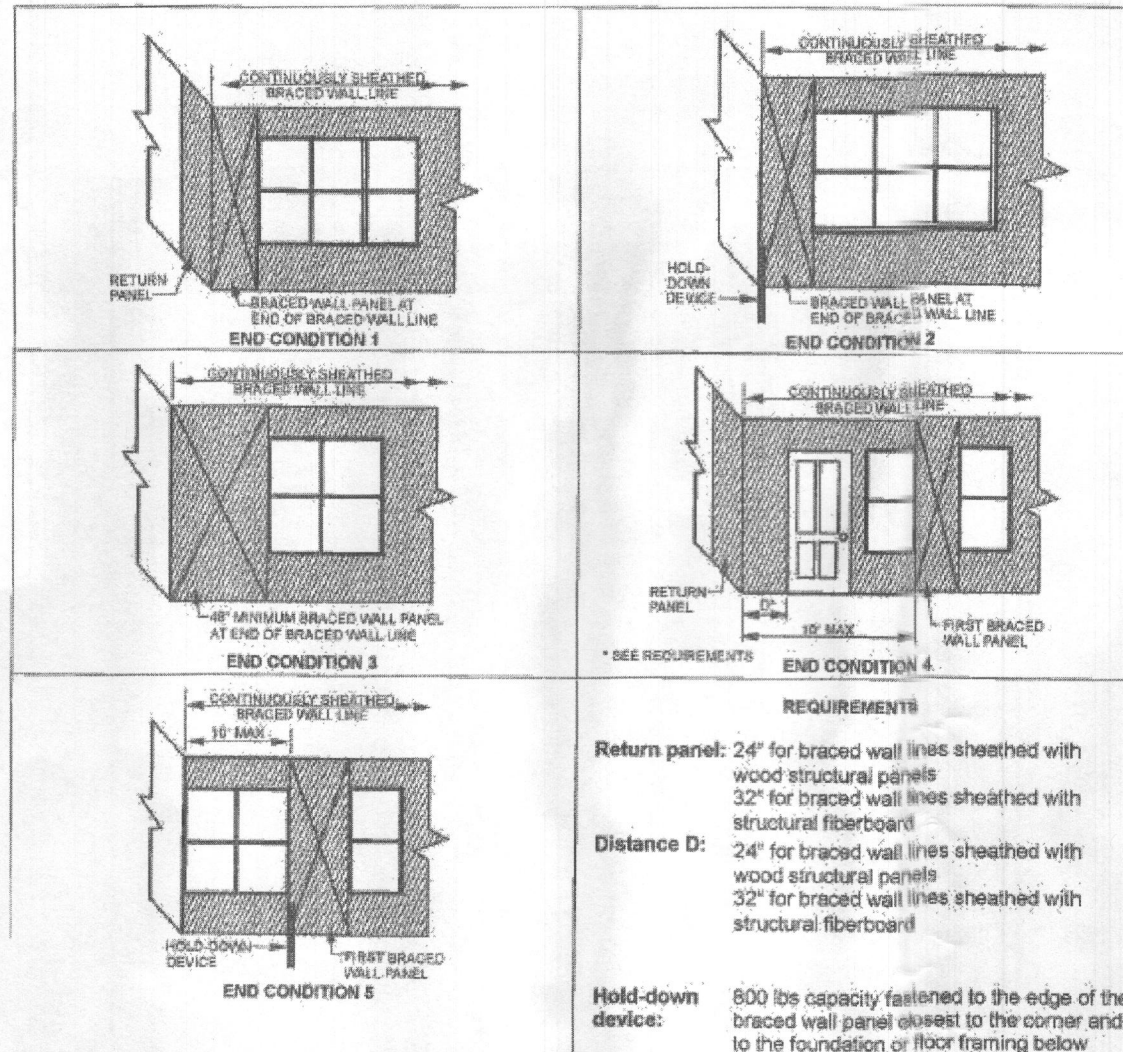 CONTINUOUSLY SHEATHED
BRACED WALL LINE
RETURN
PANEL
BRACED WALL PANEL AT
END OF BRACED WALL LINE
END CONDITION 1
CONTINUOUSLY SHEATHED
BRACED WALL LINE
HOLD-
DOWN
DEVICE
BRACED WALL PANEL AT
END OF BRACED WALL LINE
END CONDITION 2
CONTINUOUSLY SHEATHED
BRACED WALL LINE
48" MINIMUM BRACED WALL PANEL
AT END OF BRACED WALL LINE
END CONDITION 3
CONTINUOUSLY SHEATHED
BRACED WALL LINE
RETURN
PANEL
D*
10' MAX
FIRST BRACED
WALL PANEL
* SEE REQUIREMENTS
END CONDITION 4
CONTINUOUSLY SHEATHED
BRACED WALL LINE
10' MAX
HOLD-DOWN
DEVICE
FIRST BRACED
WALL PANEL
END CONDITION 5
REQUIREMENTS
Return panel: 24" for braced wall lines sheathed with
wood structural panels
32" for braced wall lines sheathed with
structural fiberboard
Distance D: 24" for braced wall lines sheathed with
wood structural panels
32" for braced wall lines sheathed with
structural fiberboard
Hold-down device: 800 lbs capacity fastened to the edge of the
braced wall panel closest to the corner and
to the foundation or floor framing below